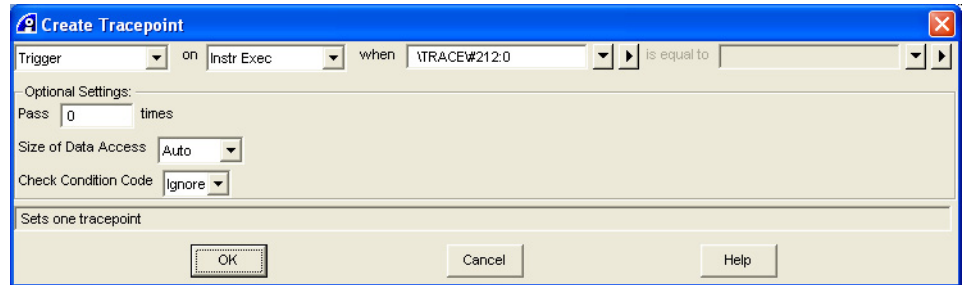 Create Tracepoint
Trigger on Instr Exec when \TRACE\#212:0 is equal to
Optional Settings:
Pass 0 times
Size of Data Access Auto
Check Condition Code Ignore
Sets one tracepoint
OK Cancel Help